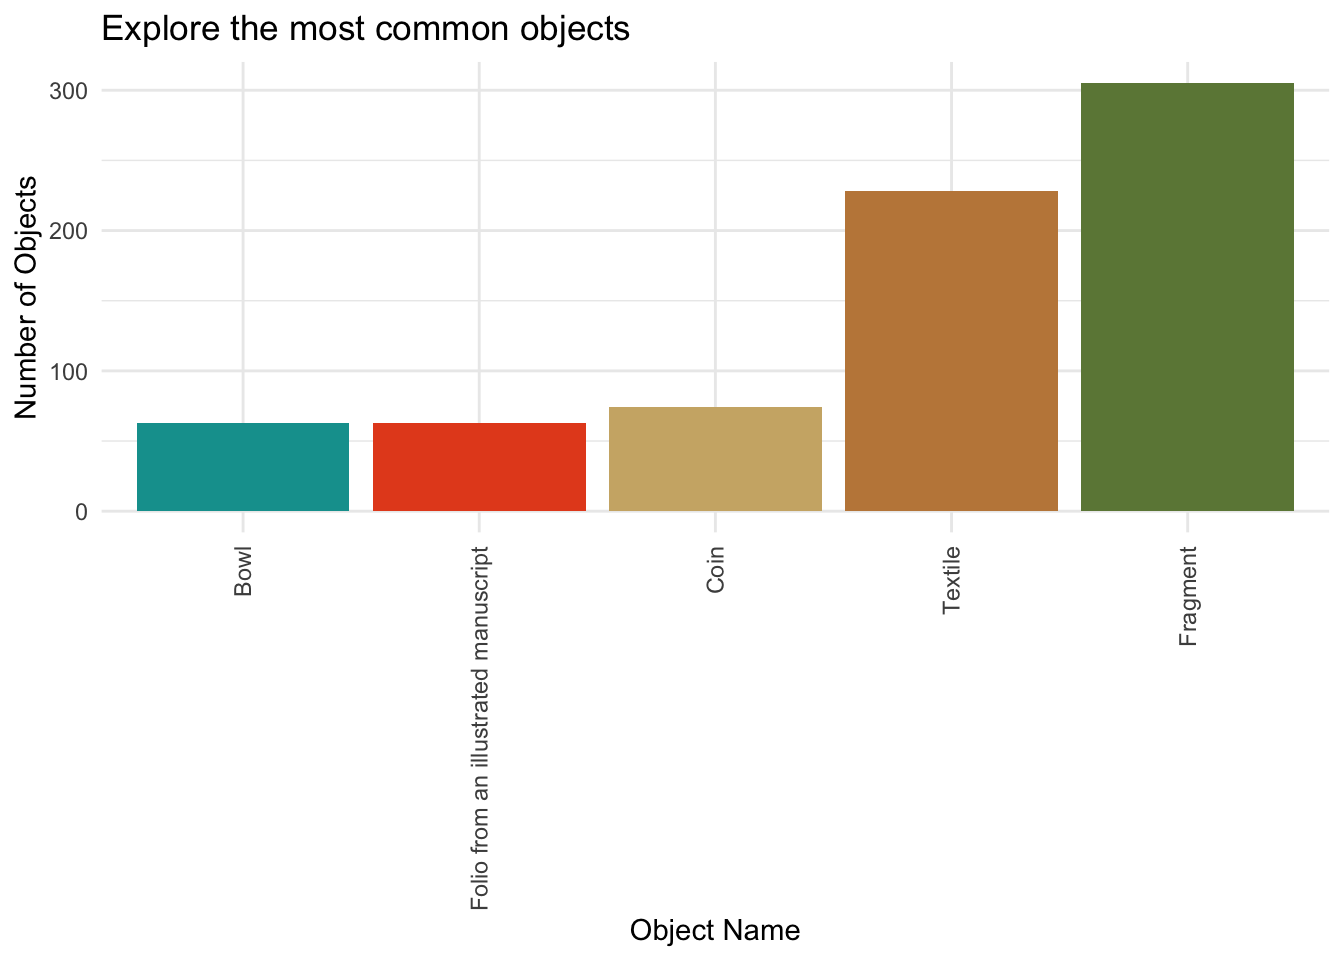 Explore the most common objects
Number of Objects
300
200
100
0
Bowl
Folio from an illustrated manuscript
Coin
Textile
Fragment
Object Name